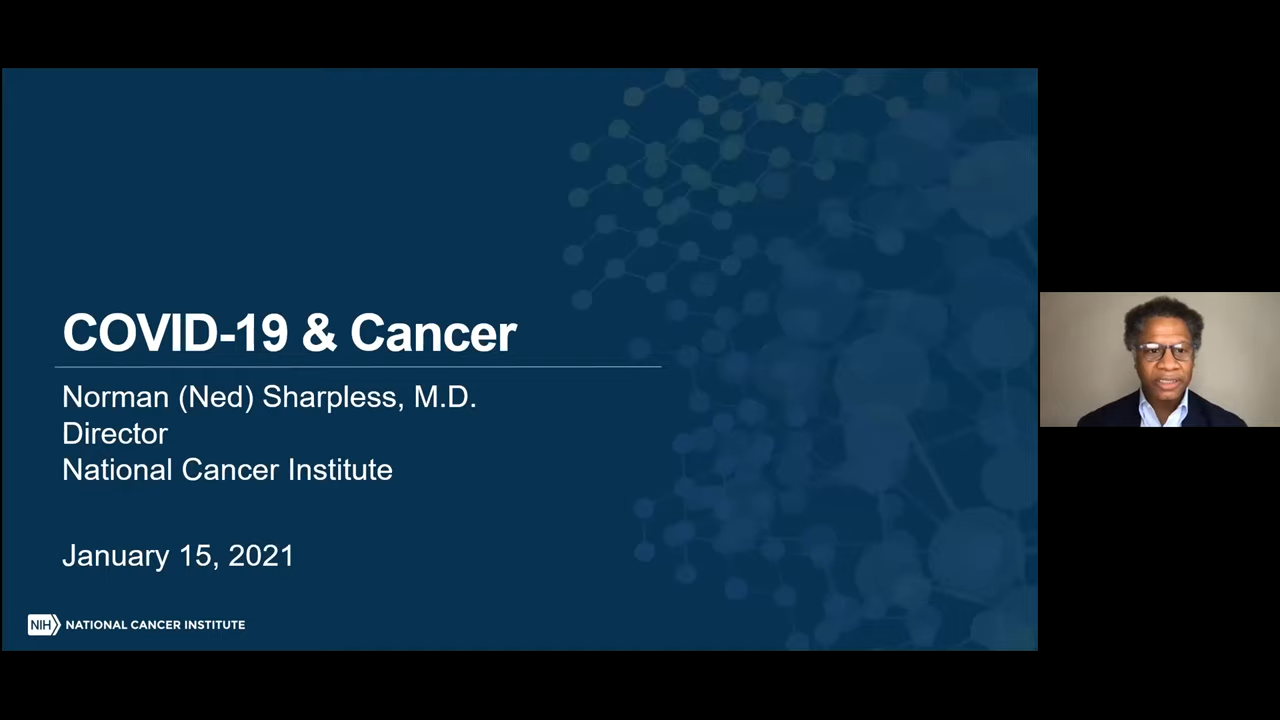 COVID-19 & Cancer
Norman (Ned) Sharpless, M.D.
Director
National Cancer Institute
January 15, 2021
NIH NATIONAL CANCER INSTITUTE